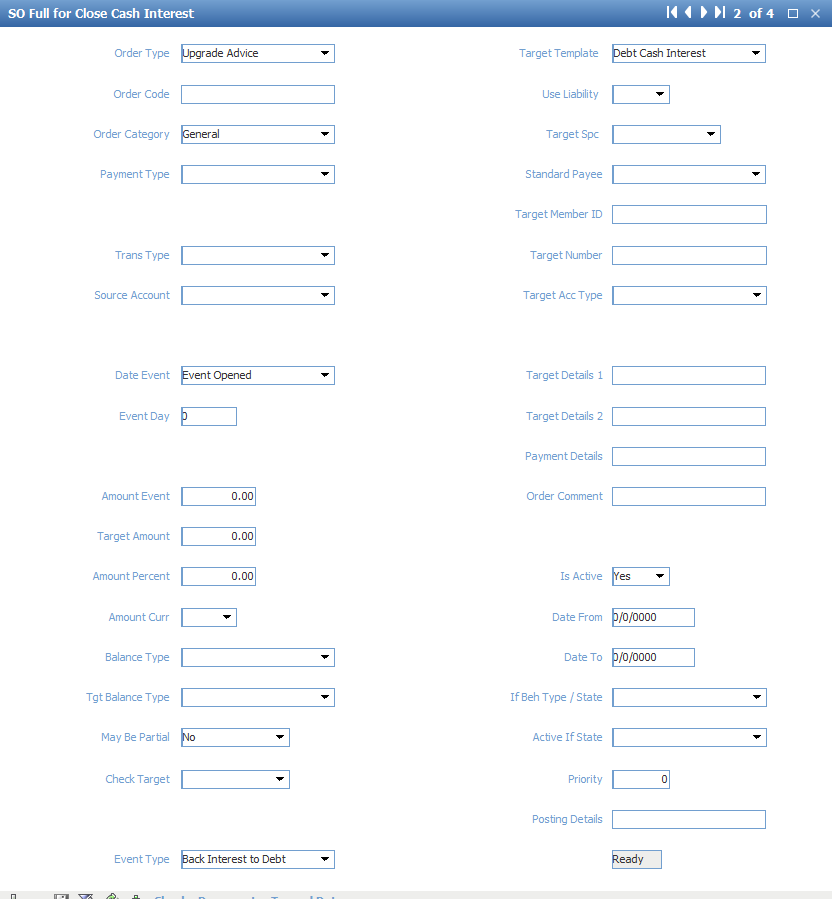 SO Full for Close Cash Interest 2 of 4
Order Type Upgrade Advice Target Template Debt Cash Interest
Order Code Use Liability
Order Category General Target Spc
Payment Type Standard Payee
Target Member ID
Trans Type Target Number
Source Account Target Acc Type
Date Event Event Opened Target Details 1
Event Day 0 Target Details 2
Payment Details
Amount Event 0.00 Order Comment
Target Amount 0.00
Amount Percent 0.00 Is Active Yes
Amount Curr Date From 0/0/0000
Balance Type Date To 0/0/0000
Tgt Balance Type If Beh Type / State
May Be Partial No Active If State
Check Target Priority 0
Posting Details
Event Type Back Interest to Debt Ready